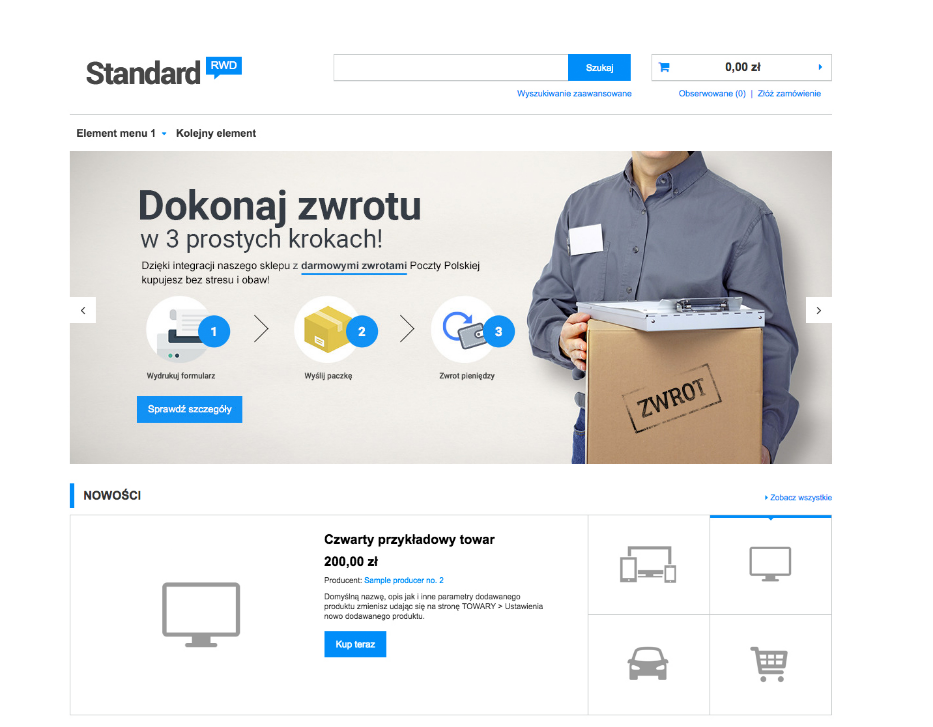 Standard RWD
Szukaj
0,00 zł
Wyszukiwanie zaawansowane
Obserwowane (0) | Złóż zamówienie
Element menu 1
Kolejny element
Dokonaj zwrotu
w 3 prostych krokach!
Dzięki integracji naszego sklepu z darmowymi zwrotami Poczty Polskiej
kupujesz bez stresu i obaw!
1
2
3
Wydrukuj formularz
Wyślij paczkę
Zwrot pieniędzy
Sprawdź szczegóły
ZWROT
NOWOŚCI
Zobacz wszystkie
Czwarty przykładowy towar
200,00 zł
Producent: Sample producer no. 2
Domyślną nazwę, opis jak i inne parametry dodawanego
produktu zmienisz udając się na stronę TOWARY > Ustawienia
nowo dodawanego produktu.
Kup teraz